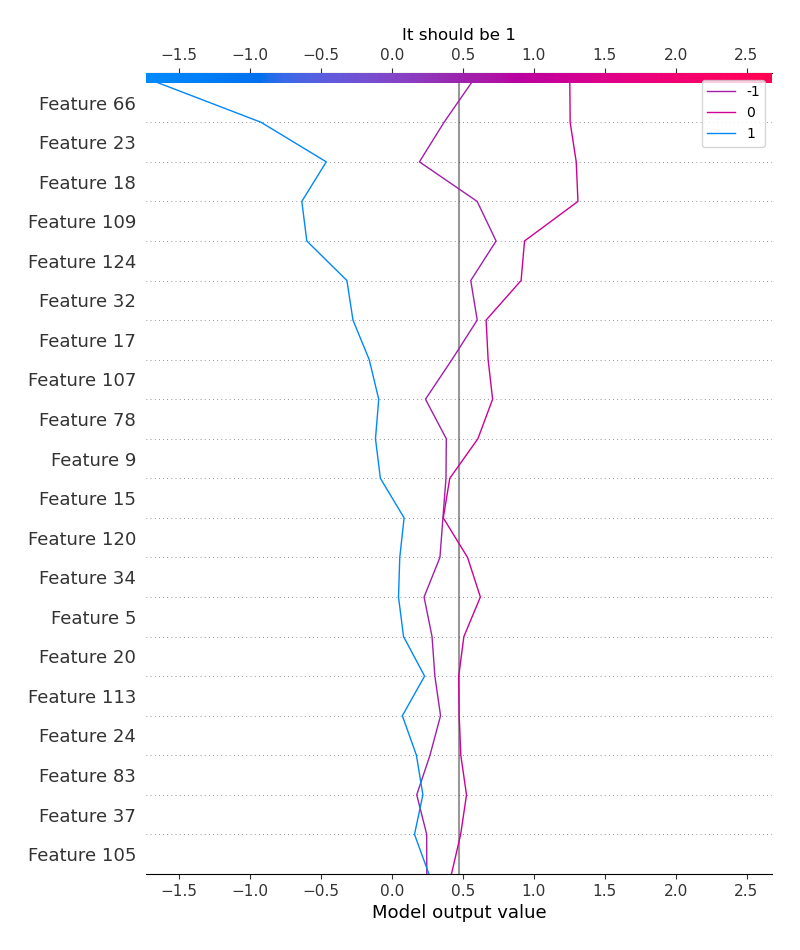 It should be 1
−1.5 −1.0 −0.5 0.0 0.5 1.0 1.5 2.0 2.5
-1
0
1
Feature 66
Feature 23
Feature 18
Feature 109
Feature 124
Feature 32
Feature 17
Feature 107
Feature 78
Feature 9
Feature 15
Feature 120
Feature 34
Feature 5
Feature 20
Feature 113
Feature 24
Feature 83
Feature 37
Feature 105
−1.5 −1.0 −0.5 0.0 0.5 1.0 1.5 2.0 2.5
Model output value